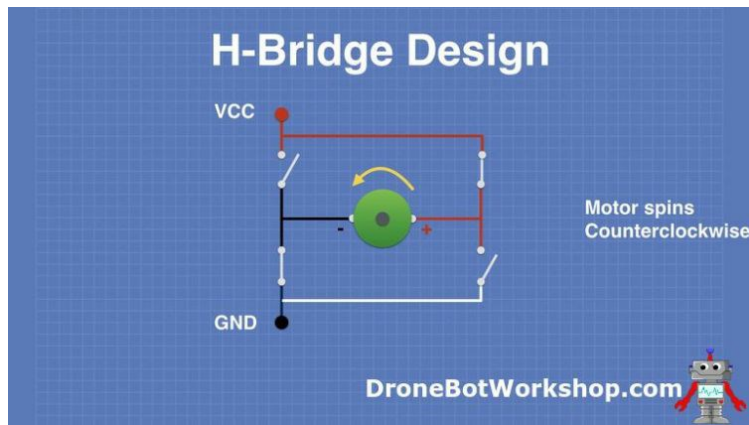 H-Bridge Design
VCC
- +
Motor spins
Counterclockwise
GND
DroneBotWorkshop.com